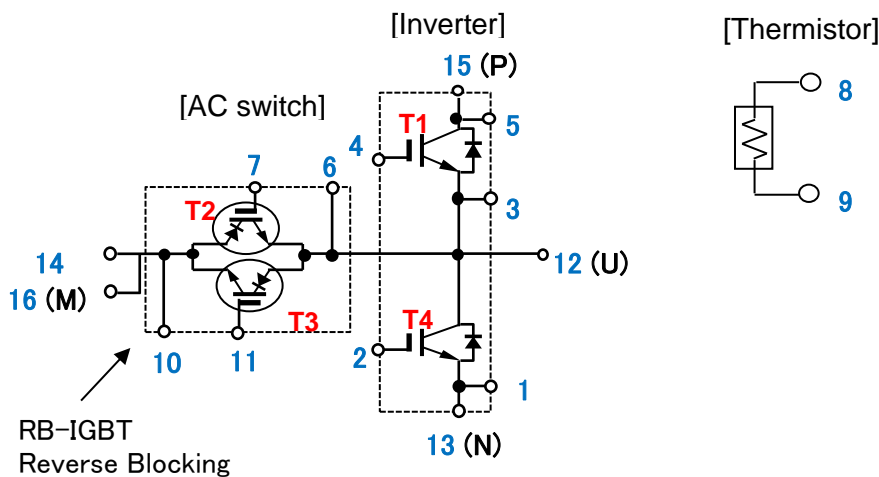 [Inverter]
[Thermistor]
15 (P)
8
[AC switch]
T1
5
4
7
6
T2
3
9
14
12 (U)
16 (M)
T3
T4
10
11
2
1
RB-IGBT
Reverse Blocking
13 (N)